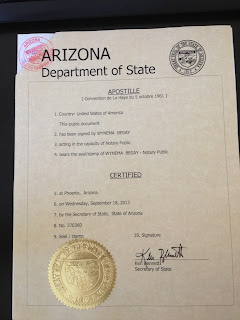 ARIZONA
Department of State
APOSTILLE
( Convention de La Haye du 5 octobre 1961 )
1. Country: United States of America
This public document
2. has been signed by WYNEMA BEGAY
3. acting in the capacity of Notary Public
4. bears the seal/stamp of WYNEMA BEGAY - Notary Public
CERTIFIED
5. at Phoenix, Arizona
6. on Wednesday, September 18, 2013
7. by the Secretary of State, State of Arizona
8. No.
9. Seal / Stamp
10. Signature
Ken Bennett
Ken Bennett
Secretary of State